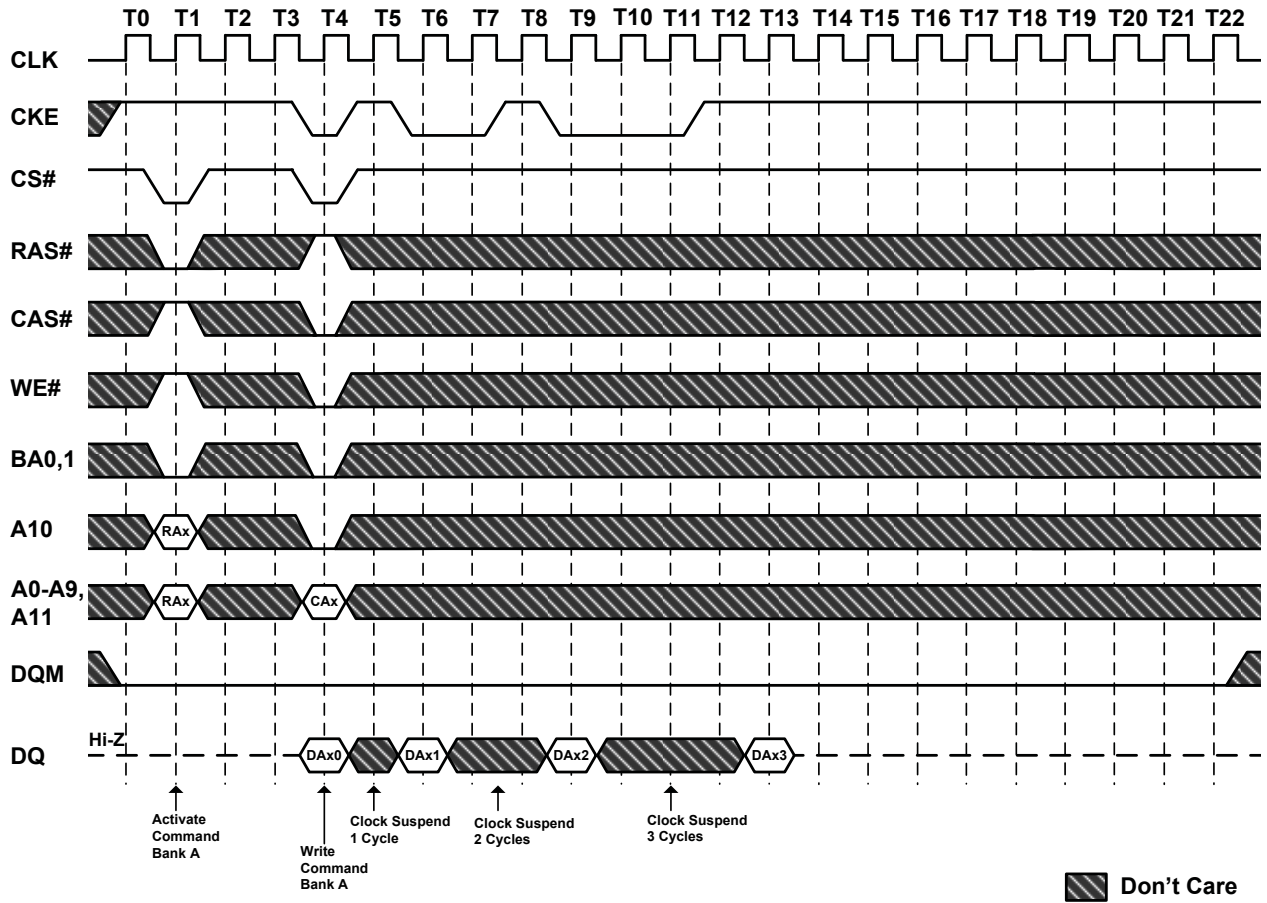 T0 T1 T2 T3 T4 T5 T6 T7 T8 T9 T10 T11 T12 T13 T14 T15 T16 T17 T18 T19 T20 T21 T22
CLK
CKE
CS#
RAS#
CAS#
WE#
BA0,1
A10 RAx
A0-A9, RAx CAx
A11
DQM
Hi-Z
DQ DAx0 DAx1 DAx2 DAx3
Activate
Command
Bank A
Write
Command
Bank A
Clock Suspend
1 Cycle
Clock Suspend
2 Cycles
Clock Suspend
3 Cycles
Don't Care